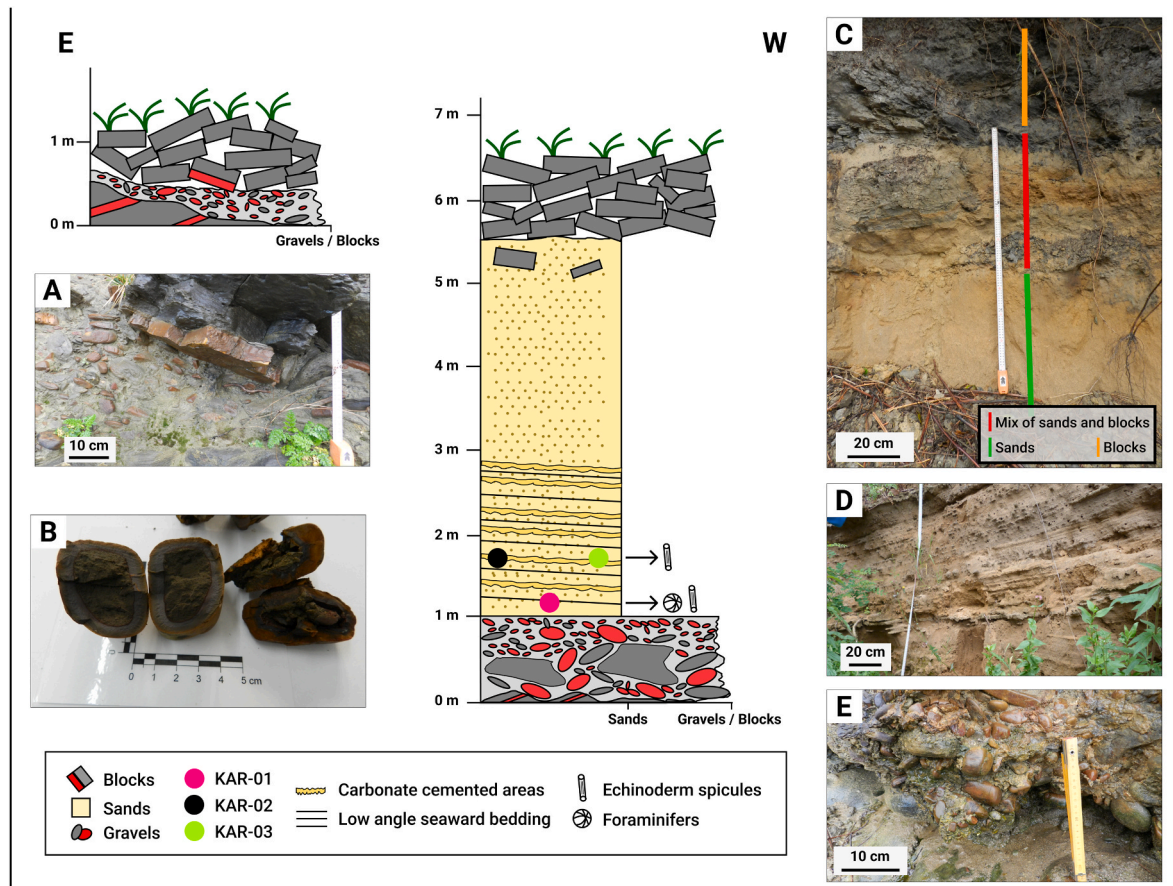 E
W
1 m
0 m
Gravels / Blocks
7 m
6 m
5 m
4 m
3 m
2 m
1 m
0 m
Sands
Gravels / Blocks
A
10 cm
B
0 1 2 3 4 5 cm
C
20 cm
Mix of sands and blocks
Sands
Blocks
D
20 cm
E
10 cm
Blocks
Sands
Gravels
KAR-01
KAR-02
KAR-03
Carbonate cemented areas
Low angle seaward bedding
Echinoderm spicules
Foraminifers